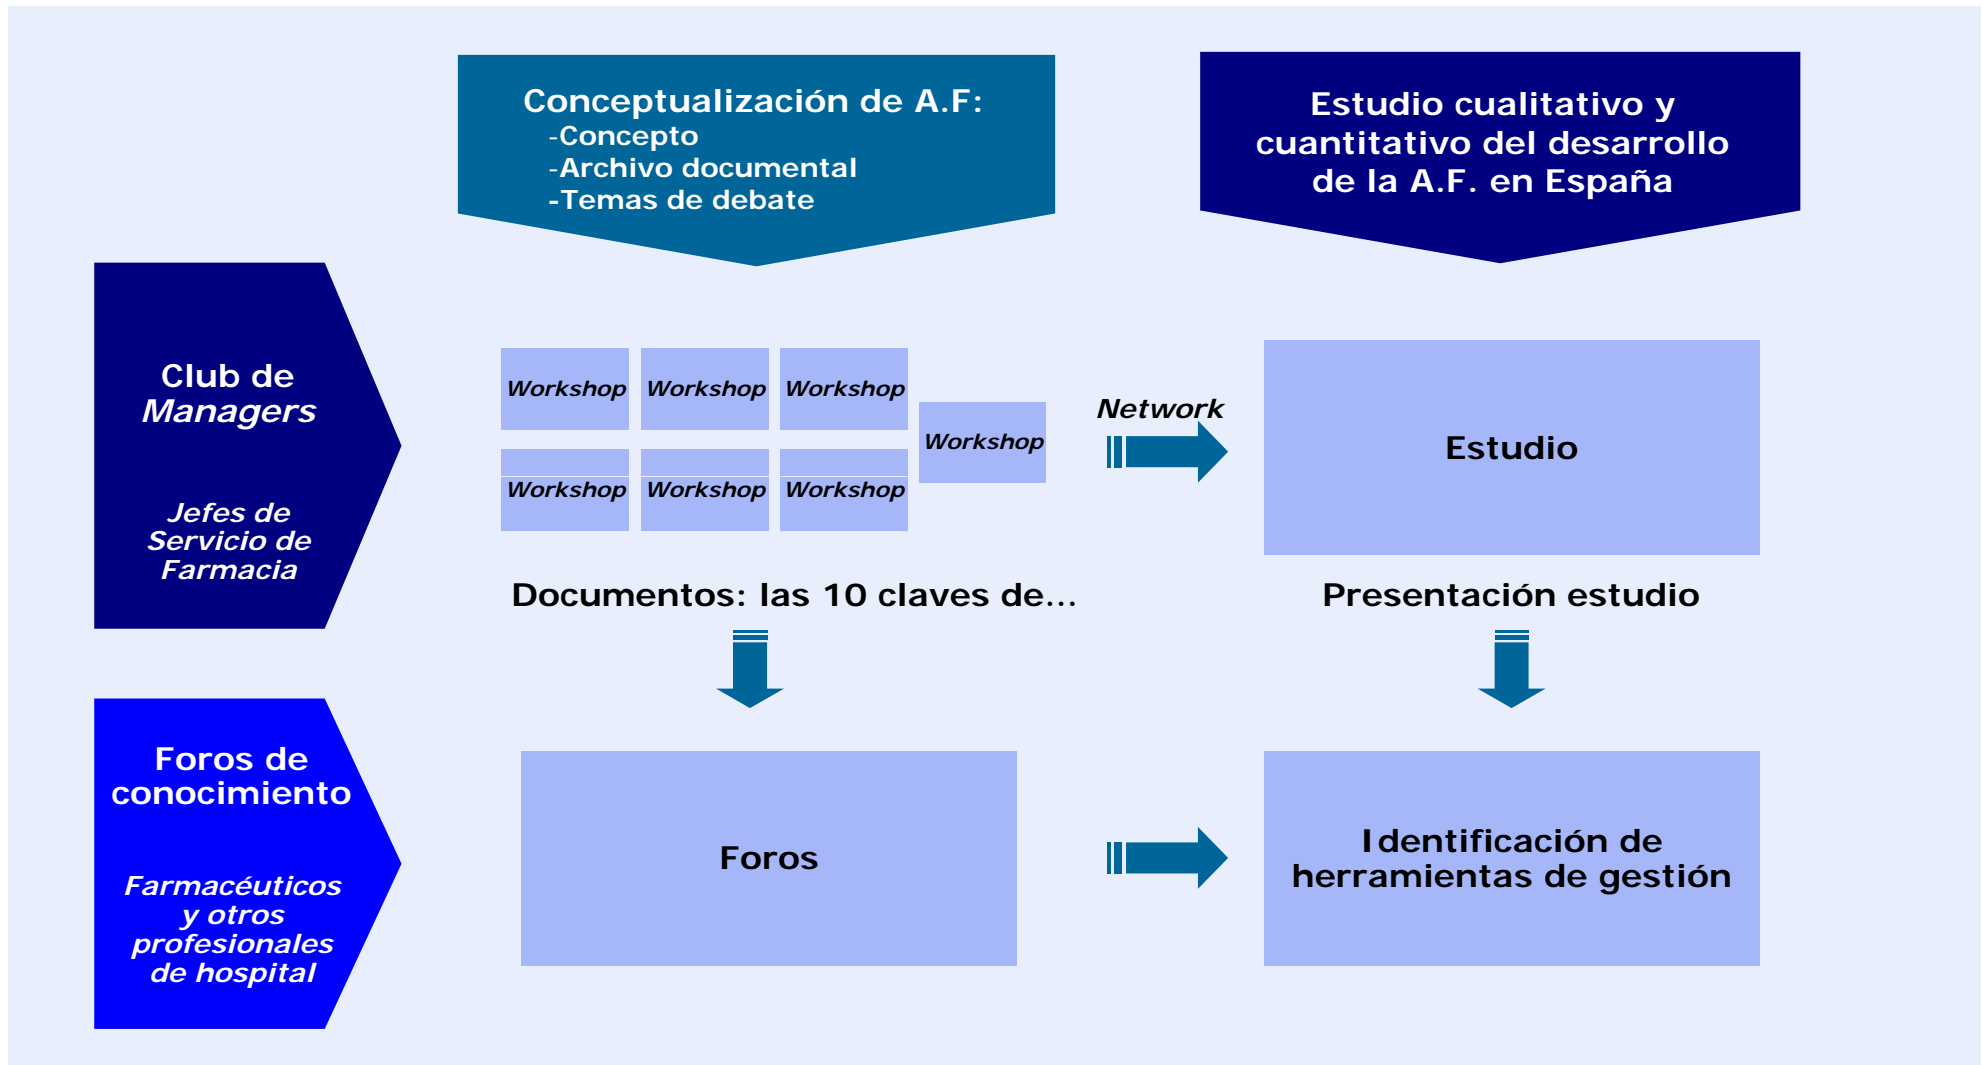 Conceptualización de A.F:
-Concepto
-Archivo documental
-Temas de debate
Estudio cualitativo y
cuantitativo del desarrollo
de la A.F. en España
Club de
Managers
Jefes de
Servicio de
Farmacia
Workshop
Workshop
Workshop
Workshop
Workshop
Workshop
Workshop
Network
Estudio
Documentos: las 10 claves de...
Presentación estudio
Foros de
conocimiento
Farmacéuticos
y otros
profesionales
de hospital
Foros
Identificación de
herramientas de gestión